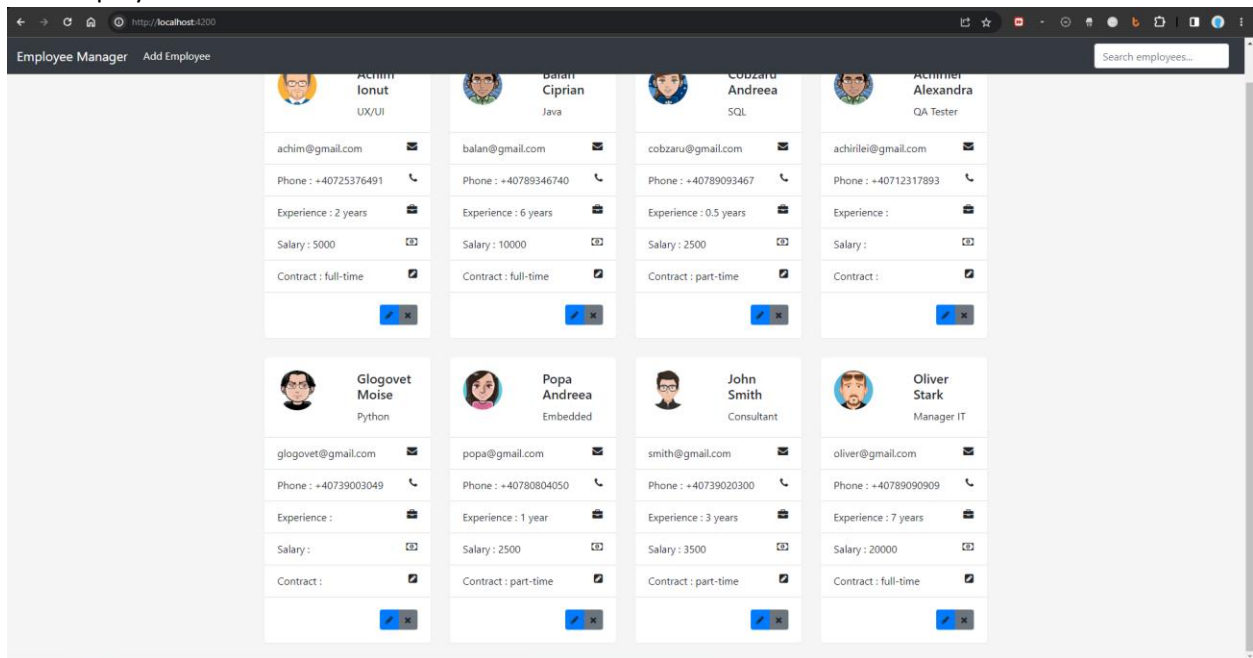 http://localhost:4200
Employee Manager Add Employee Search employees...
Achim Ionut
UX/UI
achim@gmail.com
Phone : +40725376491
Experience : 2 years
Salary : 5000
Contract : full-time
Balan Ciprian
Java
balan@gmail.com
Phone : +40789346740
Experience : 6 years
Salary : 10000
Contract : full-time
Cobzaru Andreea
SQL
cobzaru@gmail.com
Phone : +40789093467
Experience : 0.5 years
Salary : 2500
Contract : part-time
Alexandra
QA Tester
achirilei@gmail.com
Phone : +40712317893
Experience :
Salary :
Contract :
Glogovet
Moise
Python
glogovet@gmail.com
Phone : +40739003049
Experience :
Salary :
Contract :
Popa
Andreea
Embedded
popa@gmail.com
Phone : +40780804050
Experience : 1 year
Salary : 2500
Contract : part-time
John
Smith
Consultant
smith@gmail.com
Phone : +40739020300
Experience : 3 years
Salary : 3500
Contract : part-time
Oliver
Stark
Manager IT
oliver@gmail.com
Phone : +40789090909
Experience : 7 years
Salary : 20000
Contract : full-time